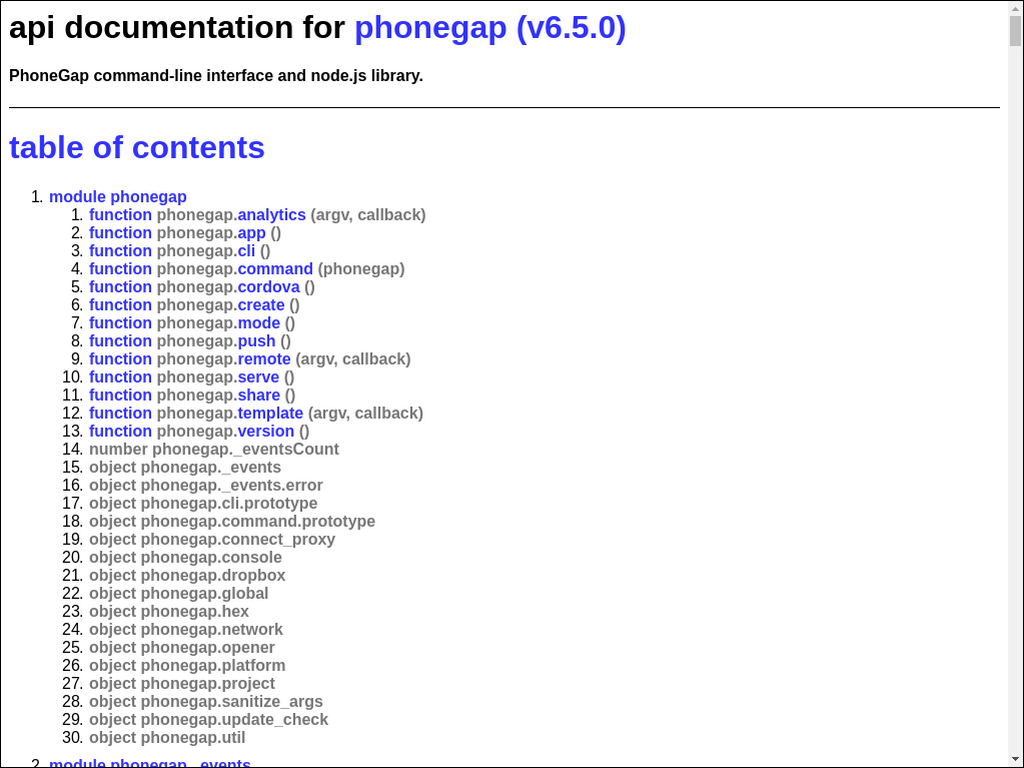 api documentation for phonegap (v6.5.0)
PhoneGap command-line interface and node.js library.
table of contents
1. module phonegap
1. function phonegap.analytics (argv, callback)
2. function phonegap.app ()
3. function phonegap.cli ()
4. function phonegap.command (phonegap)
5. function phonegap.cordova ()
6. function phonegap.create ()
7. function phonegap.mode ()
8. function phonegap.push ()
9. function phonegap.remote (argv, callback)
10. function phonegap.serve ()
11. function phonegap.share ()
12. function phonegap.template (argv, callback)
13. function phonegap.version ()
14. number phonegap._eventsCount
15. object phonegap._events
16. object phonegap._events.error
17. object phonegap.cli.prototype
18. object phonegap.command.prototype
19. object phonegap.connect_proxy
20. object phonegap.console
21. object phonegap.dropbox
22. object phonegap.global
23. object phonegap.hex
24. object phonegap.network
25. object phonegap.opener
26. object phonegap.platform
27. object phonegap.project
28. object phonegap.sanitize_args
29. object phonegap.update_check
30. object phonegap.util
2. module phonegap._events